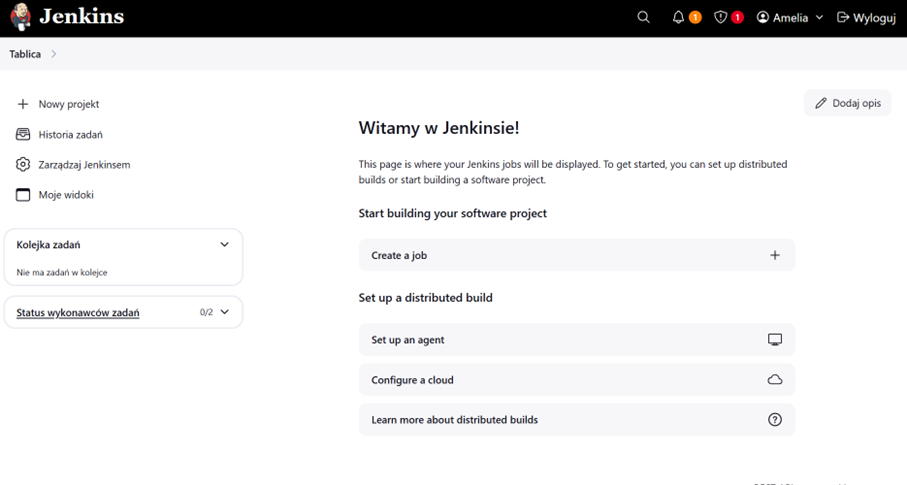 Jenkins
1
1
Amelia
Wyloguj
Tablica
Nowy projekt
Historia zadań
Zarządzaj Jenkinsem
Moje widoki
Kolejka zadań
Nie ma zadań w kolejce
Status wykonawców zadań
0/2
Dodaj opis
Witamy w Jenkinsie!
This page is where your Jenkins jobs will be displayed. To get started, you can set up distributed
builds or start building a software project.
Start building your software project
Create a job
Set up a distributed build
Set up an agent
Configure a cloud
Learn more about distributed builds